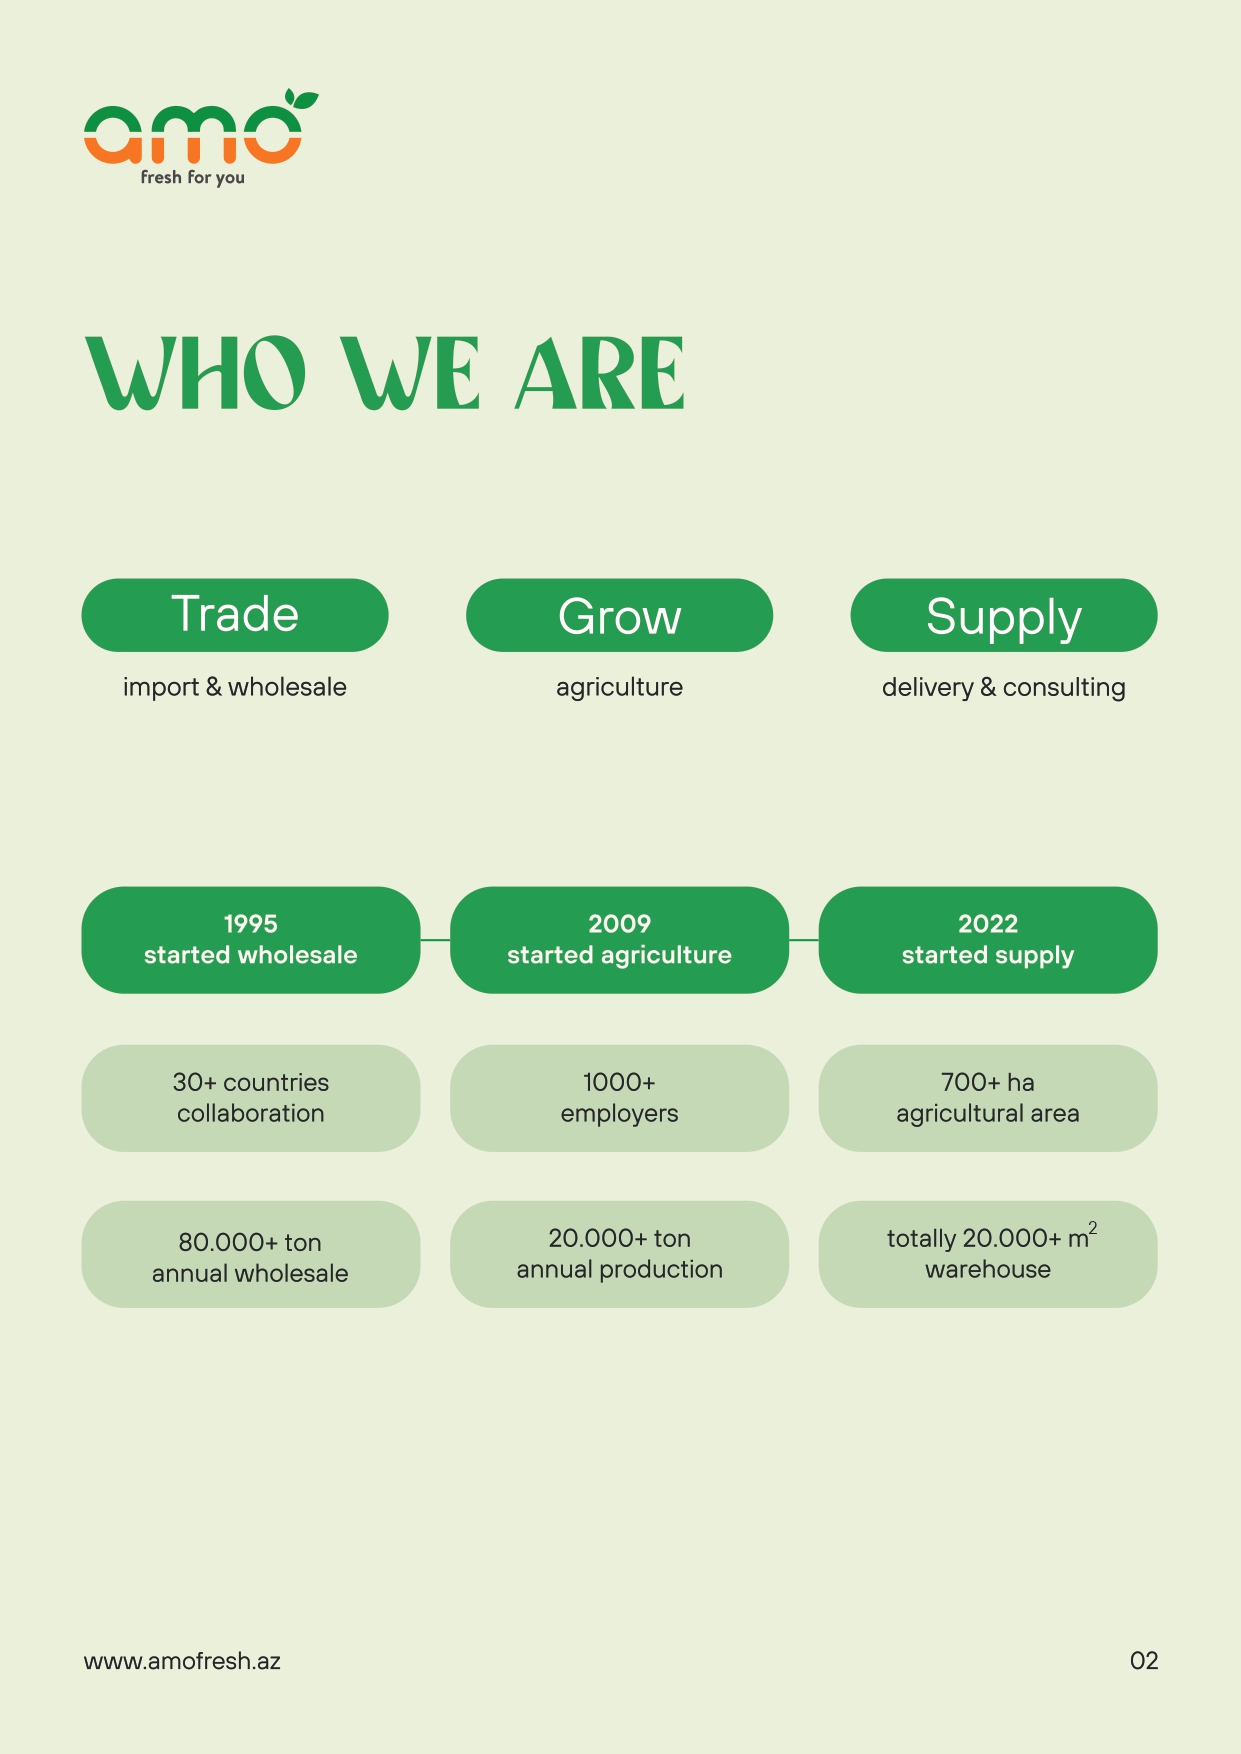 amo
fresh for you
WHO WE ARE
Trade
import & wholesale
Grow
agriculture
Supply
delivery & consulting
1995
started wholesale
2009
started agriculture
2022
started supply
30+ countries
collaboration
1000+
employers
700+ ha
agricultural area
80.000+ ton
annual wholesale
20.000+ ton
annual production
totally 20.000+ m²
warehouse
www.amofresh.az
02